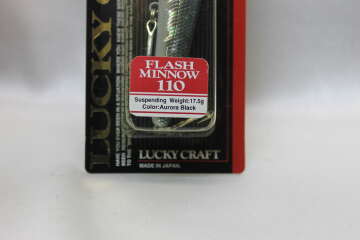 LUCKY C
FLASH
MINNOW
110
Suspending Weight:17.5g
Color:Aurora Black
LUCKY CRAFT
MADE IN JAPAN.